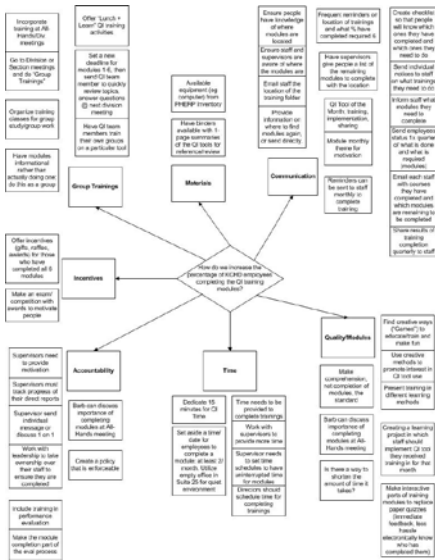 Incorporate
training at All-
Hands/Div
meetings
Go to Division or
Section meetings
and do "Group
Trainings"
Organize training
classes for group
study/group work
Have modules
informational rather
than actually doing
one do this as a
group
Offer "Lunch +
Learn" QI training
activities
Set a new
deadline for
modules 1-6, then
send QI team
member to quickly
review topics,
answer questions
@ next division
meeting
Have QI team
members train
their own groups
on a particular tool
Group Trainings
Available
equipment (eg
computer) from
PHERP Inventory
Have binders
available with 1-
page summaries
of the QI tools for
reference/review
Materials
Ensure people
have knowledge of
where modules
are located
Ensure staff and
supervisors are
aware of where
the modules are
Email staff the
location of the
training folder
Provide
information on
where to find
modules again, or
send directly
Communication
Frequent reminders
or location of trainings
and what % have
completed required it
Have supervisors
give people a list of
the remaining
modules to complete
with the location
QI Tool of the
Month: training,
implementation,
sharing
Module monthly
theme for
motivation
Reminders can
be sent to staff
monthly to
complete training
Create checklist
so that people
will know which
ones they have
completed and
which ones they
need to do
Send individual
notices to staff
on what trainings
they need to do
Inform staff what
modules they
need to
complete
Send employees
status 1x quarter
of what is done
and what is
required
(modules)
Email each staff
with courses
they have
completed and
which modules
are remaining to
be completed
Share results of
training
completion
quarterly to staff
Offer incentives
(gifts, raffles,
awards) for those
who have
completed all 8
modules
Make an exam/
competition with
awards to
motivate people
Incentives
How do we increase the
percentage of KCHD employees
completing the QI training
modules?
Supervisors need
to provide
motivation
Supervisors must
track progress of
their direct reports
Supervisor send
individual
message or
discuss 1 on 1
Work with
leadership to take
ownership over
their staff to
ensure they are
completed
Include training in
performance
evaluation
Make the module
completion part of
the eval process
Accountability
Barb can discuss
importance of
completing
modules at All-
Hands meeting
Create a policy
that is enforceable
Time
Dedicate 15
minutes for
QI Time
Set aside a time/
date for
employees to
complete a
module at least 1/
month. Utilize
empty office in
Suite 25 for quiet
environment
Time needs to be
provided to
complete trainings
Work with
supervisors to
provide more time
Supervisor needs
to set time
schedules to have
uninterrupted time
for modules
Directors should
schedule time for
completing
trainings
Quality/Modules
Make
comprehension,
not completion of
modules, the
standard
Barb can discuss
importance of
completing
modules at All-
Hands meeting
Is there a way to
shorten the
amount of time it
takes?
Find creative ways
("Games") to
educate/train and
make fun
Use creative
methods to
promote interest in
QI tool use
Present training in
different learning
methods
Creating a learning
project in which
staff should
implement QI tool
they received
training in for that
month
Make interactive
parts of training
modules to replace
paper quizzes
(immediate
feedback, less hassle
electronically know
who has completed
them)